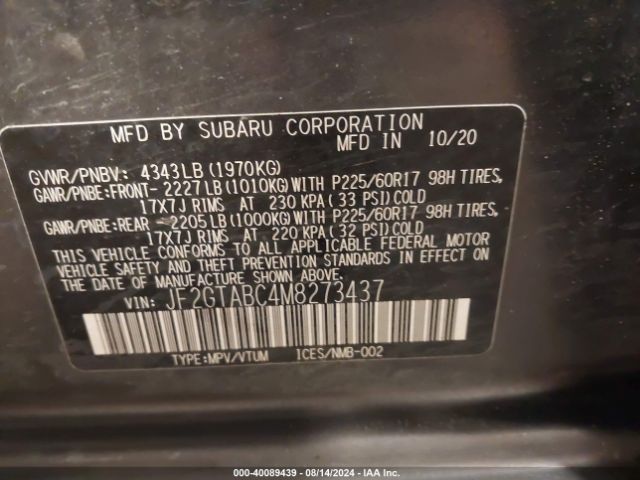 MFD BY SUBARU CORPORATION
MFD IN 10/20
GVWR/PNBV: 4343LB(1970KG)
GAWR/PNBE:FRONT-2227LB(1010KG)WITH P225/60R17 98H TIRES,
17X7J RIMS AT 230 KPA(33 PSI)COLD
GAWR/PNBE:REAR -2205LB(1000KG)WITH P225/60R17 98H TIRES,
17X7J RIMS AT 220 KPA(32 PSI)COLD
THIS VEHICLE CONFORMS TO ALL APPLICABLE FEDERAL MOTOR
VEHICLE SAFETY AND THEFT PREVENTION STANDARDS IN EFFECT ON
THE DATE OF MANUFACTURE SHOWN ABOVE.
VIN: JF2GTABC4M8273437
TYPE:MPV/VTUM ICES/NMB-002
000-40089439 - 08/14/2024 - IAA Inc.